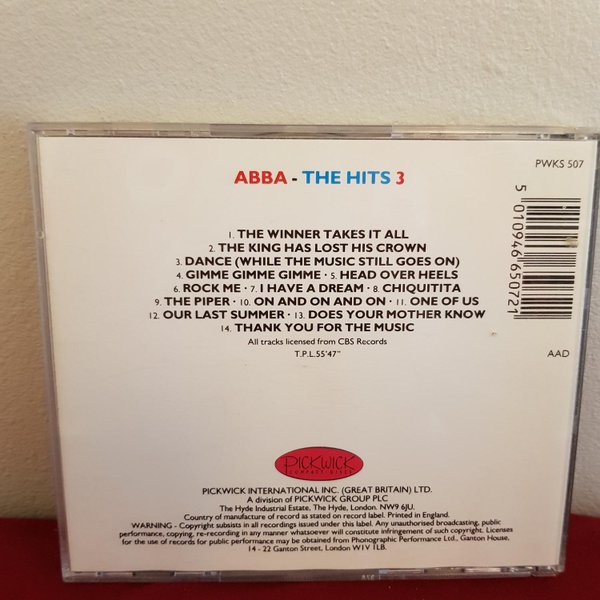 PWKS 507
ABBA - THE HITS 3
1. THE WINNER TAKES IT ALL
2. THE KING HAS LOST HIS CROWN
3. DANCE (WHILE THE MUSIC STILL GOES ON)
4. GIMME GIMME GIMME · 5. HEAD OVER HEELS
6. ROCK ME · 7. I HAVE A DREAM · 8. CHIQUITITA
9. THE PIPER · 10. ON AND ON AND ON · 11. ONE OF US
12. OUR LAST SUMMER · 13. DOES YOUR MOTHER KNOW
14. THANK YOU FOR THE MUSIC
All tracks licensed from CBS Records
T.P.L.55'47"
5 010946 650721
AAD
PICKWICK
COMPACT DISCS
PICKWICK INTERNATIONAL INC. (GREAT BRITAIN) LTD.
A division of PICKWICK GROUP PLC
The Hyde Industrial Estate, The Hyde, London. NW9 6JU.
Country of manufacture of record as stated on record label. Printed in England.
WARNING - Copyright subsists in all recordings issued under this label. Any unauthorised broadcasting, public
performance, copying, re-recording in any manner whatsoever will constitute infringement of such copyright. Licenses
for the use of records for public performance may be obtained from Phonographic Performance Ltd., Ganton House,
14 - 22 Ganton Street, London W1V 1LB.